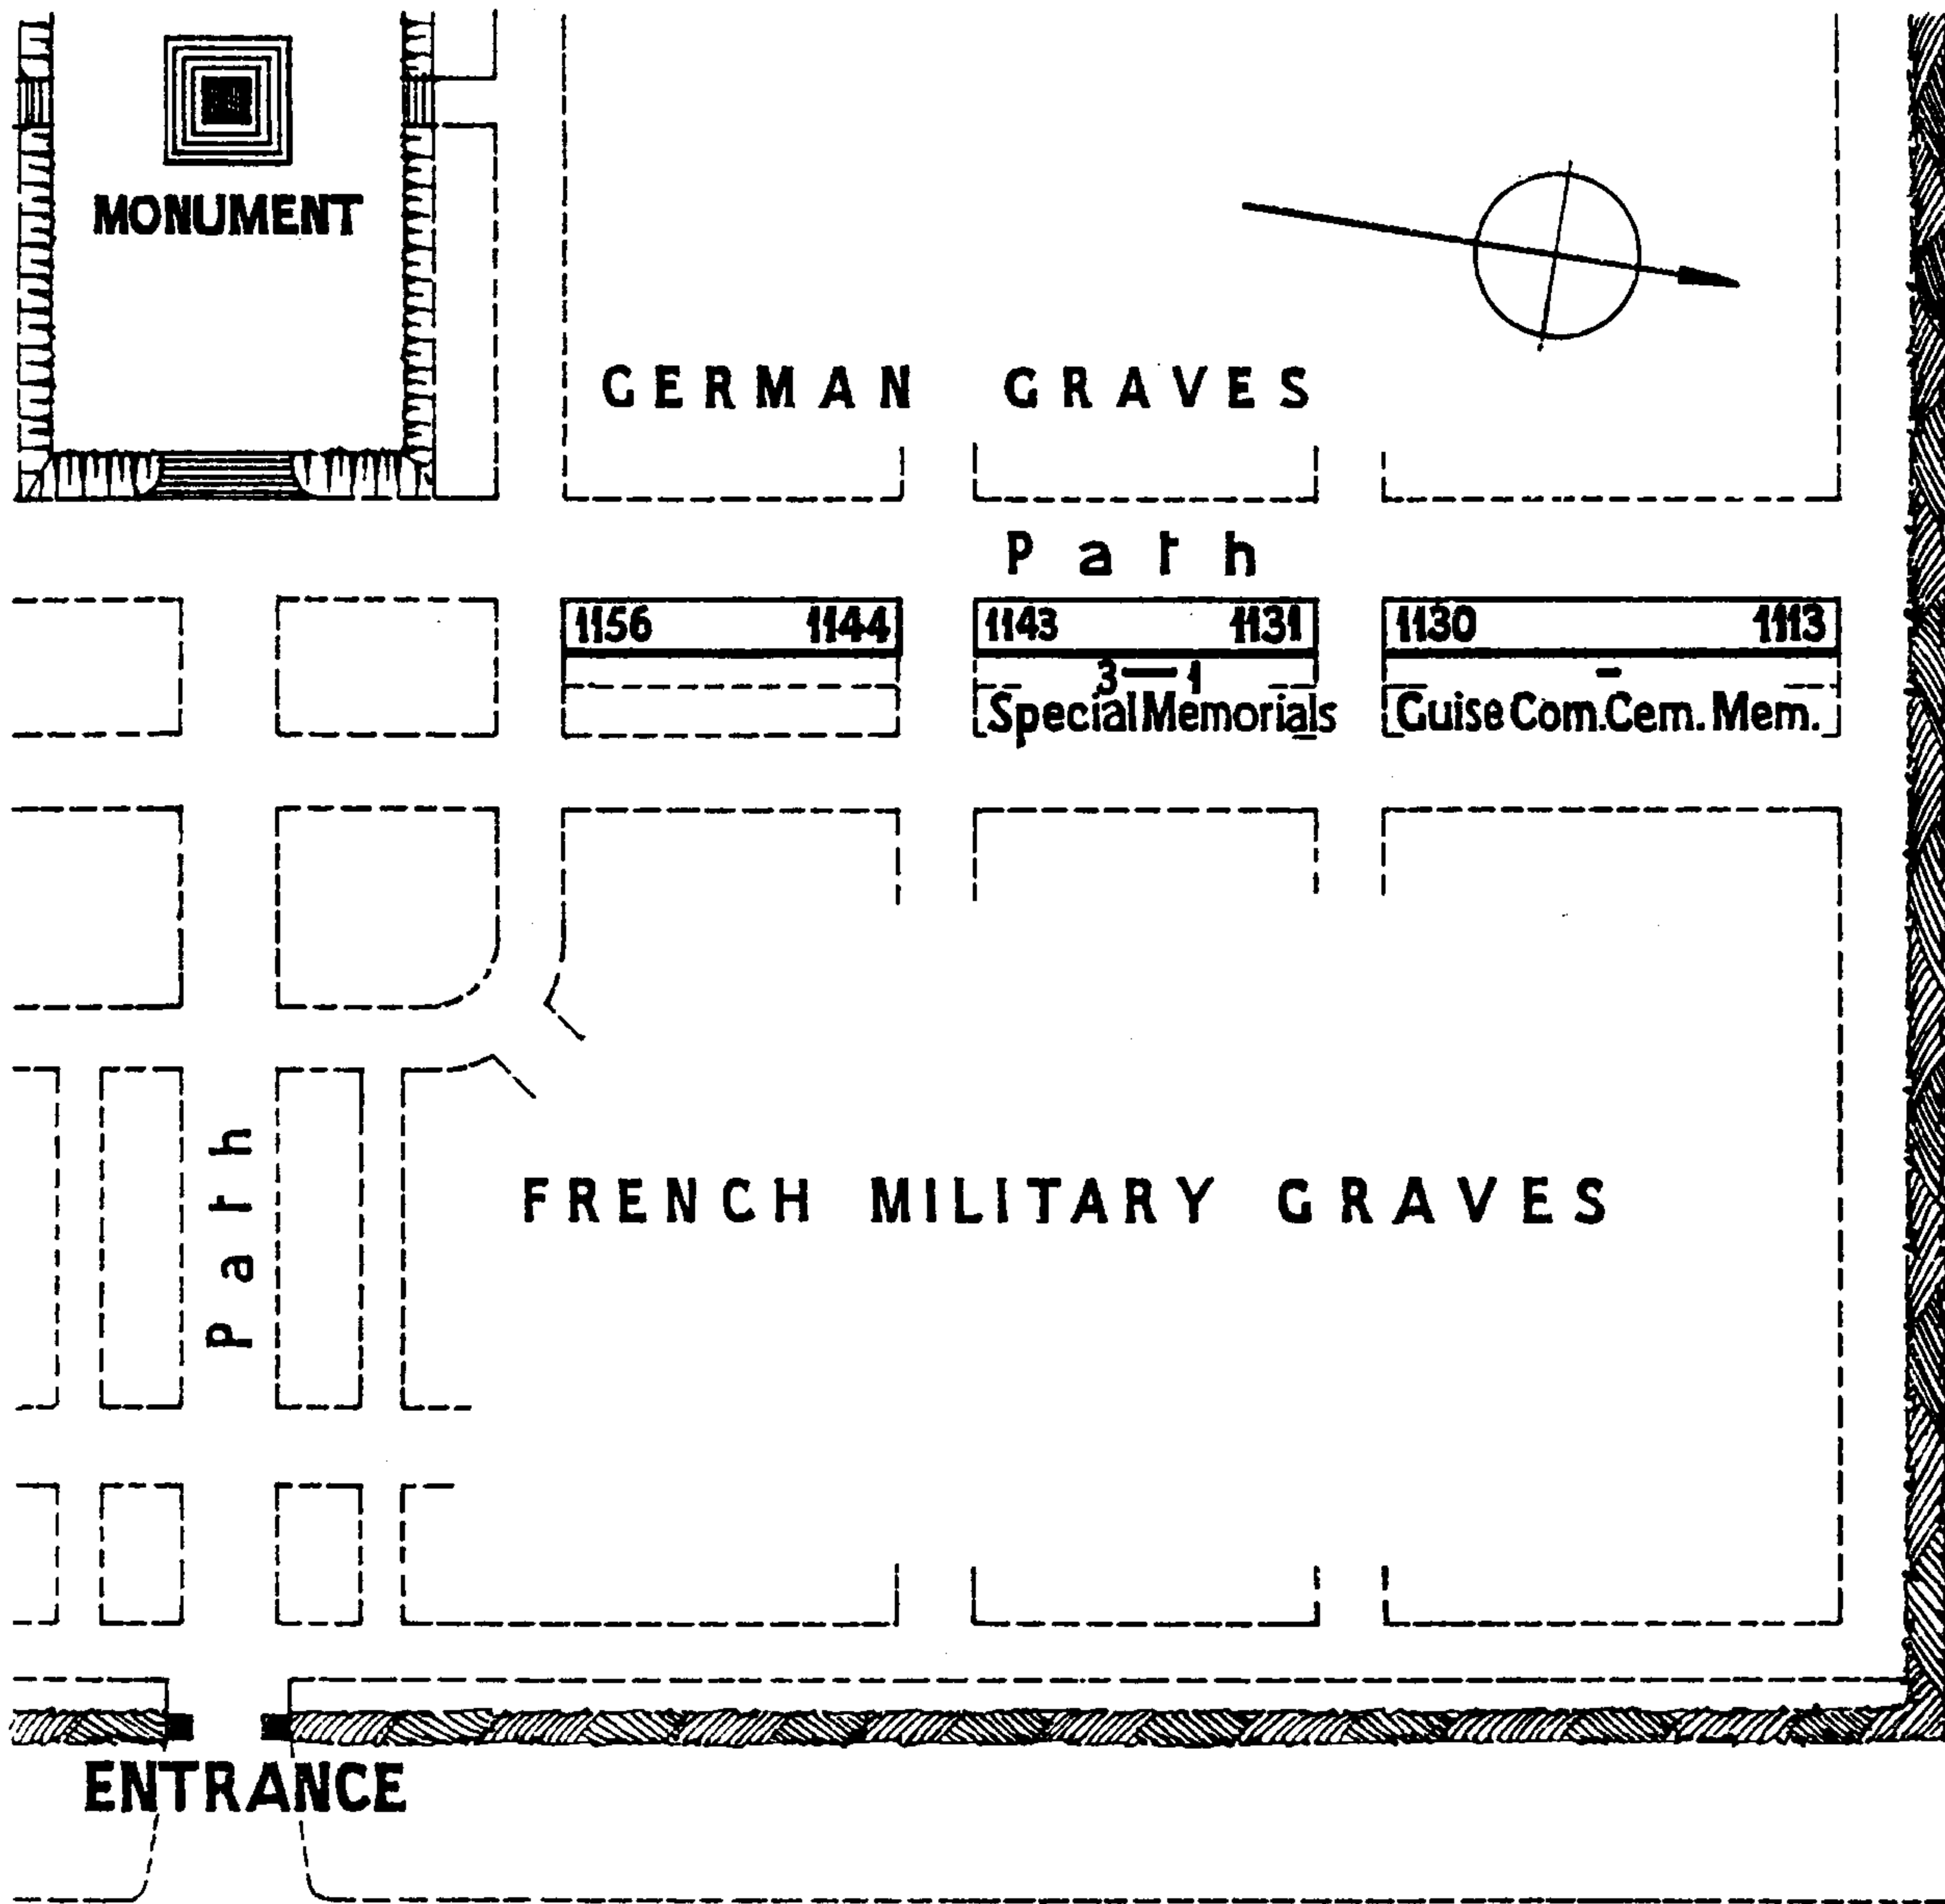 MONUMENT
GERMAN GRAVES
Path
1156 1144 1143 1131 1130 1113
3—1
Special Memorials Guise Com. Cem. Mem.
Path
FRENCH MILITARY GRAVES
ENTRANCE